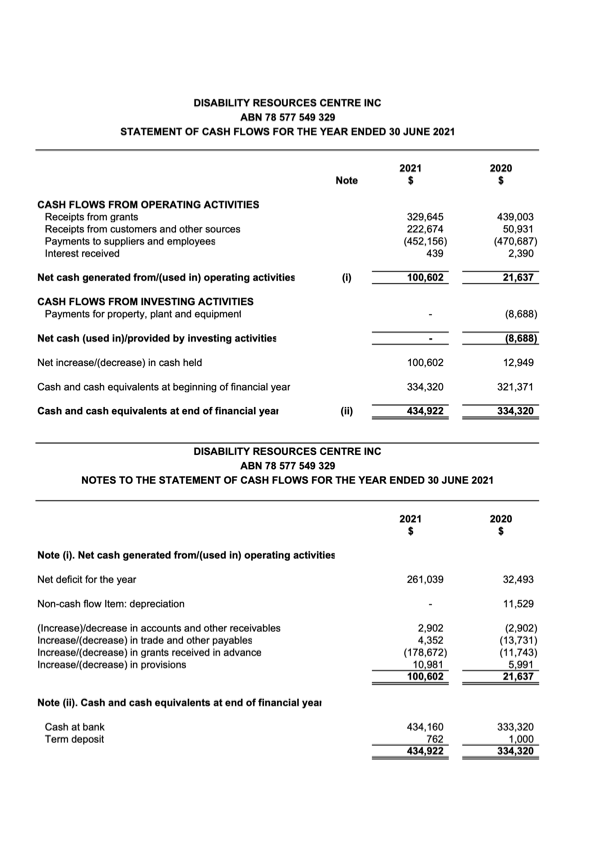 DISABILITY RESOURCES CENTRE INC
ABN 78 577 549 329
STATEMENT OF CASH FLOWS FOR THE YEAR ENDED 30 JUNE 2021
2021 2020
Note $ $
CASH FLOWS FROM OPERATING ACTIVITIES
Receipts from grants 329,645 439,003
Receipts from customers and other sources 222,674 50,931
Payments to suppliers and employees (452,156) (470,687)
Interest received 439 2,390
Net cash generated from/(used in) operating activities (i) 100,602 21,637
CASH FLOWS FROM INVESTING ACTIVITIES
Payments for property, plant and equipment - (8,688)
Net cash (used in)/provided by investing activities - (8,688)
Net increase/(decrease) in cash held 100,602 12,949
Cash and cash equivalents at beginning of financial year 334,320 321,371
Cash and cash equivalents at end of financial year (ii) 434,922 334,320
DISABILITY RESOURCES CENTRE INC
ABN 78 577 549 329
NOTES TO THE STATEMENT OF CASH FLOWS FOR THE YEAR ENDED 30 JUNE 2021
2021 2020
$ $
Note (i). Net cash generated from/(used in) operating activities
Net deficit for the year 261,039 32,493
Non-cash flow Item: depreciation - 11,529
(Increase)/decrease in accounts and other receivables 2,902 (2,902)
Increase/(decrease) in trade and other payables 4,352 (13,731)
Increase/(decrease) in grants received in advance (178,672) (11,743)
Increase/(decrease) in provisions 10,981 5,991
100,602 21,637
Note (ii). Cash and cash equivalents at end of financial year
Cash at bank 434,160 333,320
Term deposit 762 1,000
434,922 334,320